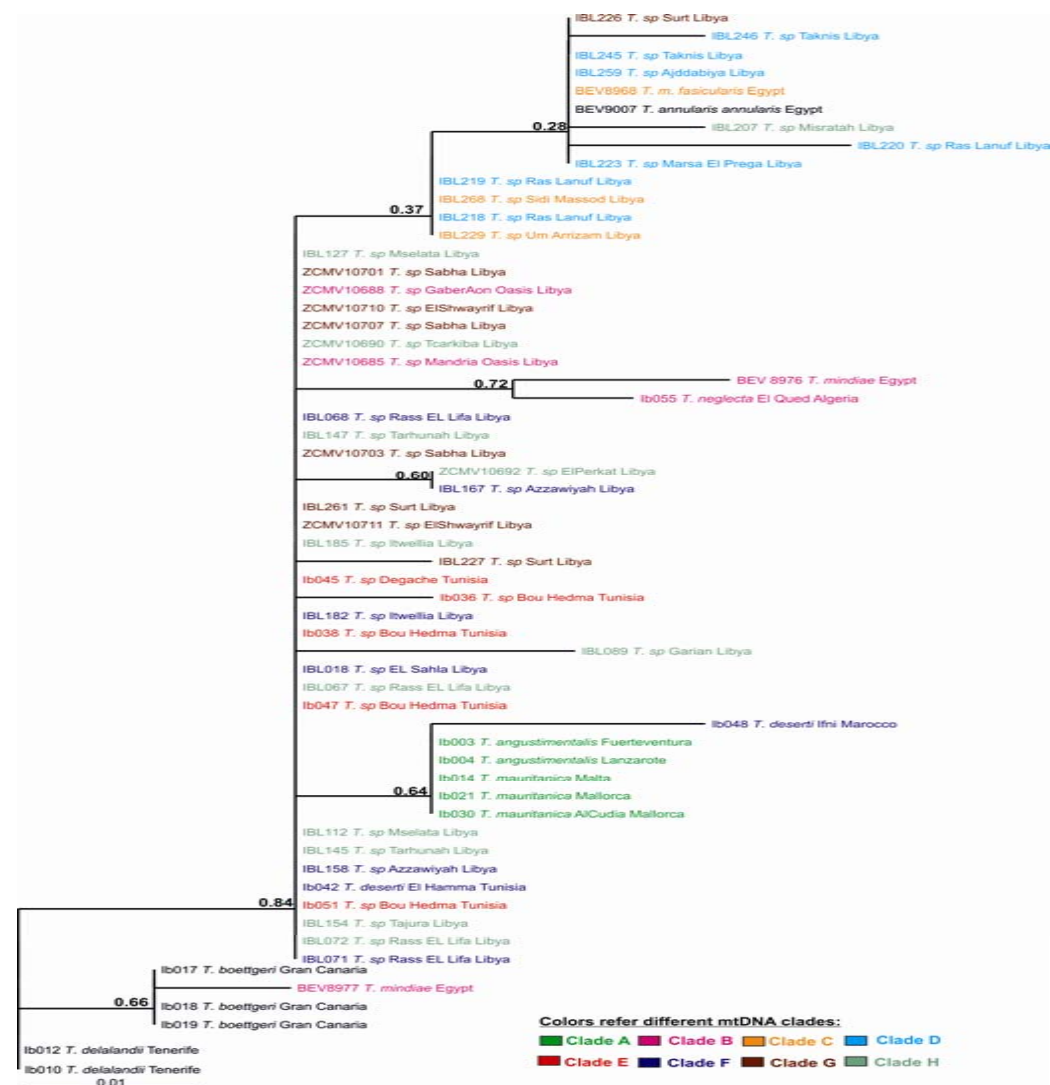 IBL226 T. sp Surt Libya
IBL246 T. sp Taknis Libya
IBL245 T. sp Taknis Libya
IBL259 T. sp Ajddabiya Libya
BEV8968 T. m. fasicularis Egypt
BEV9007 T. annularis annularis Egypt
0.28
IBL207 T. sp Misratah Libya
IBL220 T. sp Ras Lanuf Libya
IBL223 T. sp Marsa El Prega Libya
IBL219 T. sp Ras Lanuf Libya
IBL268 T. sp Sidi Massod Libya
0.37
IBL218 T. sp Ras Lanuf Libya
IBL229 T. sp Um Arrizam Libya
IBL127 T. sp Mselata Libya
ZCMV10701 T. sp Sabha Libya
ZCMV10688 T. sp GaberAon Oasis Libya
ZCMV10710 T. sp ElShwayrif Libya
ZCMV10707 T. sp Sabha Libya
ZCMV10690 T. sp Tcarkiba Libya
ZCMV10685 T. sp Mandria Oasis Libya
0.72
BEV 8976 T. mindiae Egypt
Ib055 T. neglecta El Qued Algeria
IBL068 T. sp Rass EL Lifa Libya
IBL147 T. sp Tarhunah Libya
ZCMV10703 T. sp Sabha Libya
0.60
ZCMV10692 T. sp ElPerkat Libya
IBL167 T. sp Azzawiyah Libya
IBL261 T. sp Surt Libya
ZCMV10711 T. sp ElShwayrif Libya
IBL185 T. sp Itwellia Libya
IBL227 T. sp Surt Libya
Ib045 T. sp Degache Tunisia
Ib036 T. sp Bou Hedma Tunisia
IBL182 T. sp Itwellia Libya
Ib038 T. sp Bou Hedma Tunisia
IBL089 T. sp Garian Libya
IBL018 T. sp EL Sahla Libya
IBL067 T. sp Rass EL Lifa Libya
Ib047 T. sp Bou Hedma Tunisia
Ib048 T. deserti Ifni Marocco
Ib003 T. angustimentalis Fuerteventura
Ib004 T. angustimentalis Lanzarote
Ib014 T. mauritanica Malta
0.64
Ib021 T. mauritanica Mallorca
Ib030 T. mauritanica AlCudia Mallorca
IBL112 T. sp Mselata Libya
IBL145 T. sp Tarhunah Libya
IBL158 T. sp Azzawiyah Libya
Ib042 T. deserti El Hamma Tunisia
0.84
Ib051 T. sp Bou Hedma Tunisia
IBL154 T. sp Tajura Libya
IBL072 T. sp Rass EL Lifa Libya
IBL071 T. sp Rass EL Lifa Libya
Ib017 T. boettgeri Gran Canaria
BEV8977 T. mindiae Egypt
0.66
Ib018 T. boettgeri Gran Canaria
Ib019 T. boettgeri Gran Canaria
Ib012 T. delalandii Tenerife
Ib010 T. delalandii Tenerife
0.01
Colors refer different mtDNA clades:
Clade A Clade B Clade C Clade D
Clade E Clade F Clade G Clade H